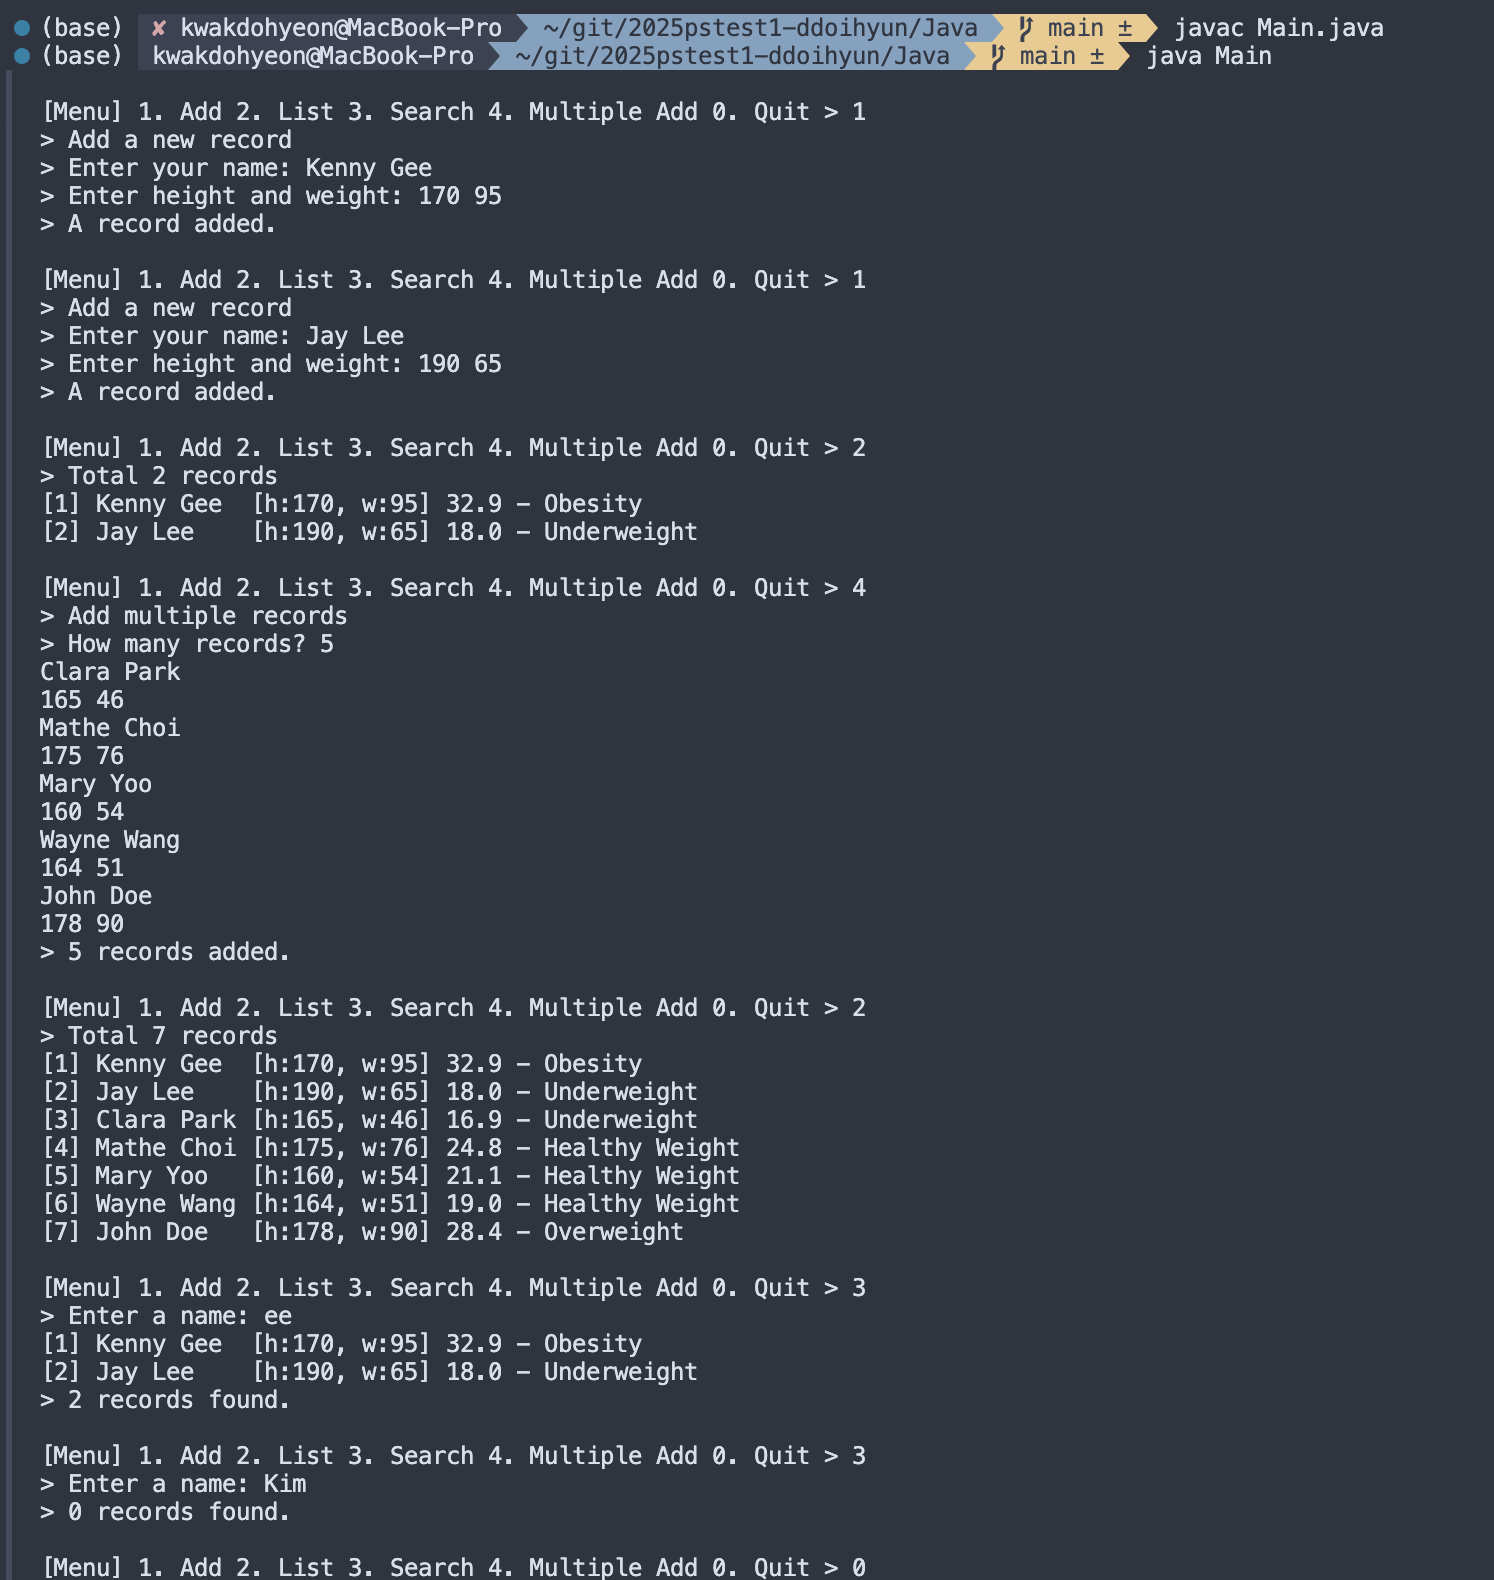 (base) ✘ kwakdohyeon@MacBook-Pro ~/git/2025pstest1-ddoihyun/Java main ± javac Main.java
(base) kwakdohyeon@MacBook-Pro ~/git/2025pstest1-ddoihyun/Java main ± java Main
[Menu] 1. Add 2. List 3. Search 4. Multiple Add 0. Quit > 1
> Add a new record
> Enter your name: Kenny Gee
> Enter height and weight: 170 95
> A record added.
[Menu] 1. Add 2. List 3. Search 4. Multiple Add 0. Quit > 1
> Add a new record
> Enter your name: Jay Lee
> Enter height and weight: 190 65
> A record added.
[Menu] 1. Add 2. List 3. Search 4. Multiple Add 0. Quit > 2
> Total 2 records
[1] Kenny Gee  [h:170, w:95] 32.9 - Obesity
[2] Jay Lee    [h:190, w:65] 18.0 - Underweight
[Menu] 1. Add 2. List 3. Search 4. Multiple Add 0. Quit > 4
> Add multiple records
> How many records? 5
Clara Park
165 46
Mathe Choi
175 76
Mary Yoo
160 54
Wayne Wang
164 51
John Doe
178 90
> 5 records added.
[Menu] 1. Add 2. List 3. Search 4. Multiple Add 0. Quit > 2
> Total 7 records
[1] Kenny Gee  [h:170, w:95] 32.9 - Obesity
[2] Jay Lee    [h:190, w:65] 18.0 - Underweight
[3] Clara Park [h:165, w:46] 16.9 - Underweight
[4] Mathe Choi [h:175, w:76] 24.8 - Healthy Weight
[5] Mary Yoo   [h:160, w:54] 21.1 - Healthy Weight
[6] Wayne Wang [h:164, w:51] 19.0 - Healthy Weight
[7] John Doe   [h:178, w:90] 28.4 - Overweight
[Menu] 1. Add 2. List 3. Search 4. Multiple Add 0. Quit > 3
> Enter a name: ee
[1] Kenny Gee  [h:170, w:95] 32.9 - Obesity
[2] Jay Lee    [h:190, w:65] 18.0 - Underweight
> 2 records found.
[Menu] 1. Add 2. List 3. Search 4. Multiple Add 0. Quit > 3
> Enter a name: Kim
> 0 records found.
[Menu] 1. Add 2. List 3. Search 4. Multiple Add 0. Quit > 0